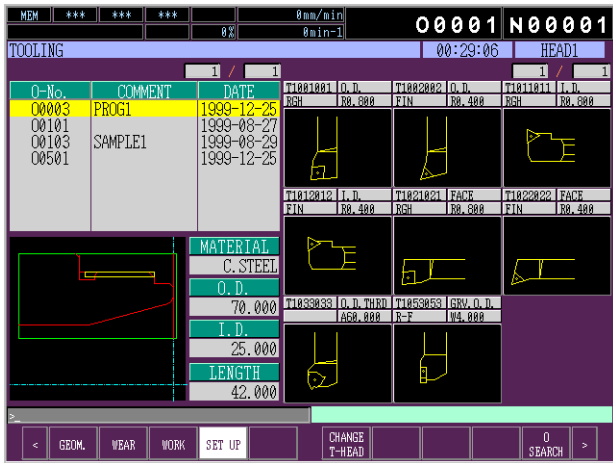 MEM *** *** *** 0mm/min O0001 N00001
0% 0min-1
TOOLING 00:29:06 HEAD1
1 / 1 1 / 1
O-No. COMMENT DATE
O0003 PROG1 1999-12-25
O0101 1999-08-27
O0103 SAMPLE1 1999-08-29
O0501 1999-12-25
T1001001 O.D.
RGH R0.800
T1002002 O.D.
FIN R0.400
T1011011 I.D.
RGH R0.800
T1012012 I.D.
FIN R0.400
T1021021 FACE
RGH R0.800
T1022022 FACE
FIN R0.400
MATERIAL
C.STEEL
O.D.
70.000
I.D.
25.000
LENGTH
42.000
T1033033 O.D.THRD
A60.000
T1053053 GRV.O.D.
R-F W4.000
>_
< GEOM. WEAR WORK SET UP CHANGE T-HEAD O SEARCH >